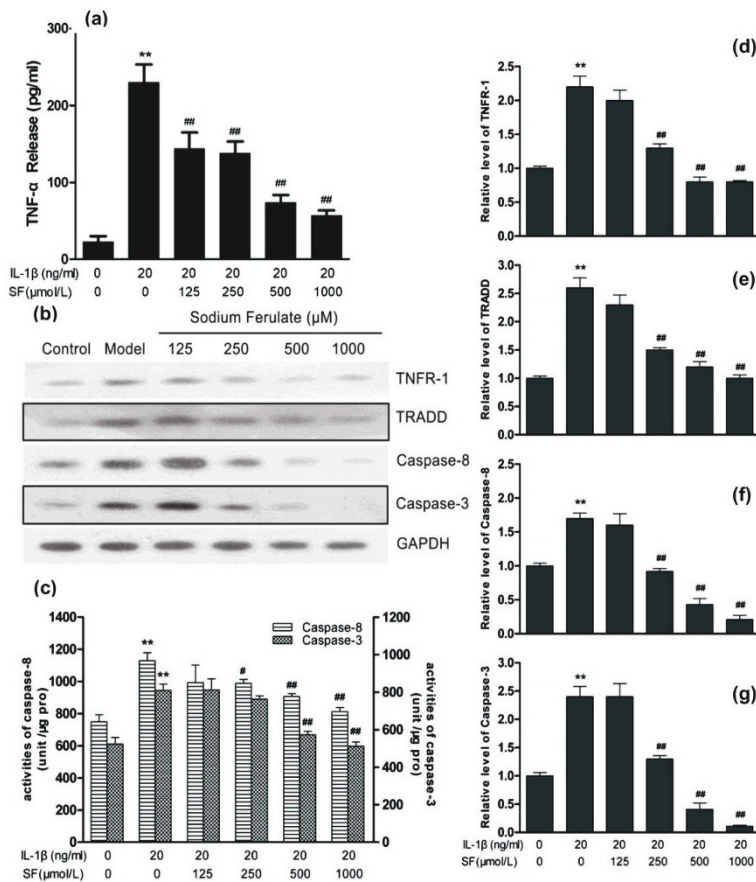 (a)
TNF-α Release (pg/ml)
300
200
100
0
**
##
##
##
##
IL-1β (ng/ml) 0 20 20 20 20 20
SF(μmol/L) 0 0 125 250 500 1000
(b)
Sodium Ferulate (μM)
Control Model 125 250 500 1000
TNFR-1
TRADD
Caspase-8
Caspase-3
GAPDH
(c)
activities of caspase-8
(unit /μg pro)
1400
1200
1000
800
600
400
200
0
Caspase-8
Caspase-3
**
**
#
##
##
##
##
1200
1000
800
600
400
200
0
activities of caspase-3
(unit /μg pro)
IL-1β (ng/ml) 0 20 20 20 20 20
SF(μmol/L) 0 0 125 250 500 1000
(d)
Relative level of TNFR-1
2.5
2.0
1.5
1.0
0.5
0.0
**
##
##
##
(e)
Relative level of TRADD
3.0
2.5
2.0
1.5
1.0
0.5
0.0
**
##
##
##
(f)
Relative level of Caspase-8
2.5
2.0
1.5
1.0
0.5
0.0
**
##
##
##
(g)
Relative level of Caspase-3
3.0
2.5
2.0
1.5
1.0
0.5
0.0
**
##
##
##
IL-1β (ng/ml) 0 20 20 20 20 20
SF(μmol/L) 0 0 125 250 500 1000